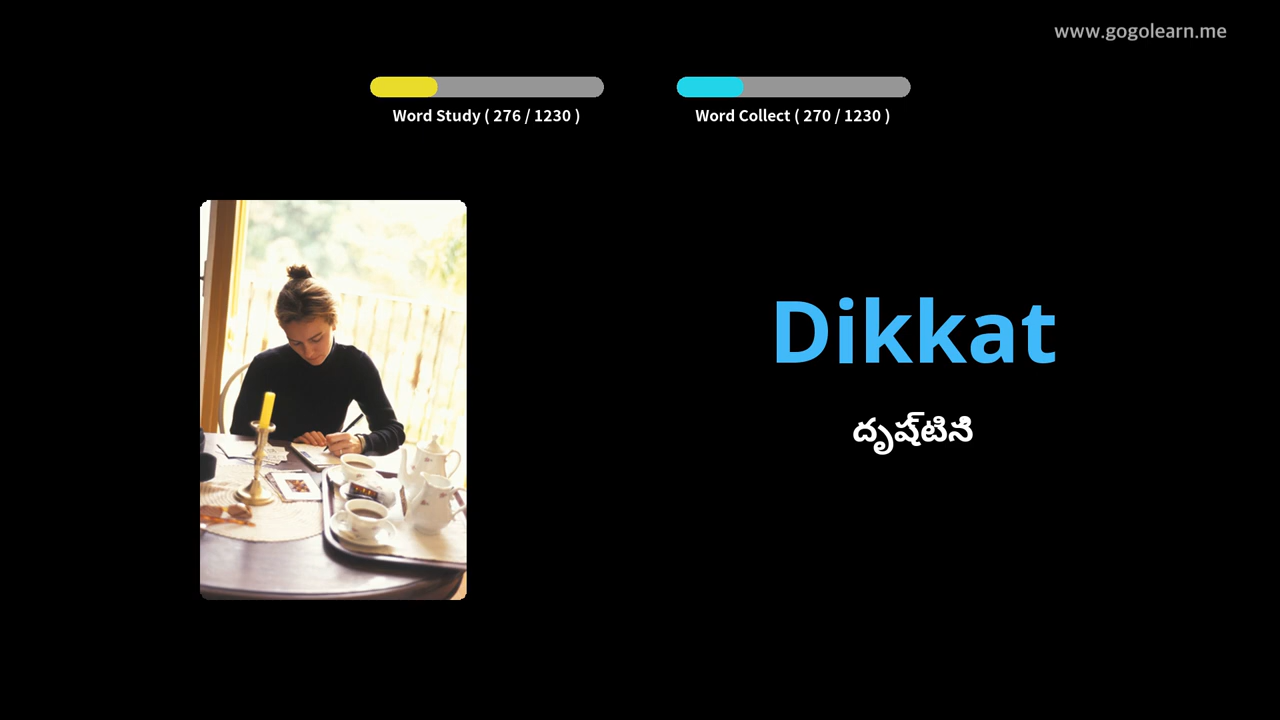 www.gogolearn.me
Word Study ( 276 / 1230 )
Word Collect ( 270 / 1230 )
Dikkat
దృష్‌టిని